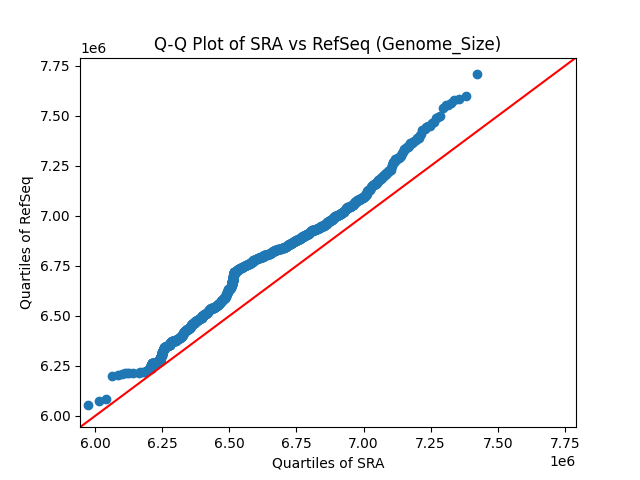 Q-Q Plot of SRA vs RefSeq (Genome_Size)
1e6
7.75
7.50
7.25
7.00
6.75
6.50
6.25
6.00
Quartiles of RefSeq
6.00 6.25 6.50 6.75 7.00 7.25 7.50 7.75
1e6
Quartiles of SRA